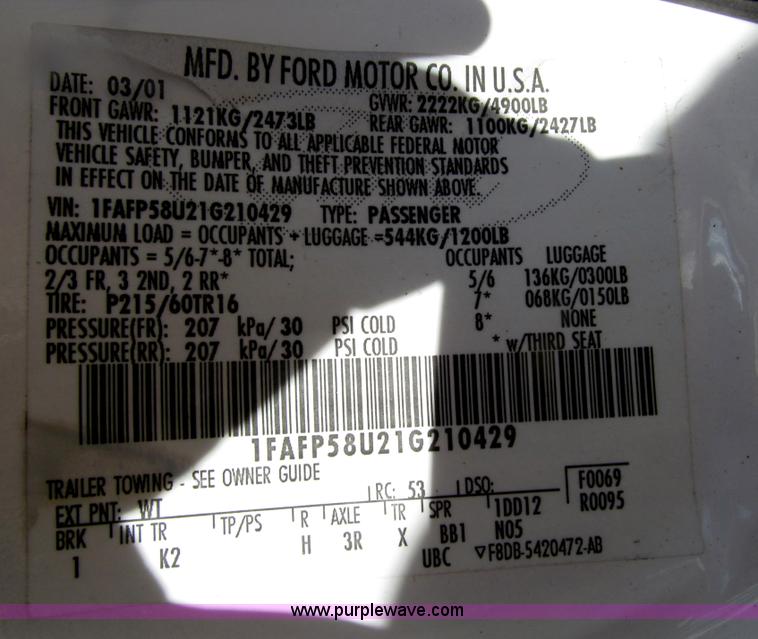 MFD. BY FORD MOTOR CO. IN U.S.A.
DATE: 03/01 GVWR: 2222KG/4900LB
FRONT GAWR: 1121KG/2473LB REAR GAWR: 1100KG/2427LB
THIS VEHICLE CONFORMS TO ALL APPLICABLE FEDERAL MOTOR
VEHICLE SAFETY, BUMPER, AND THEFT PREVENTION STANDARDS
IN EFFECT ON THE DATE OF MANUFACTURE SHOWN ABOVE.
VIN: 1FAFP58U21G210429 TYPE: PASSENGER
MAXIMUM LOAD = OCCUPANTS + LUGGAGE =544KG/1200LB
OCCUPANTS = 5/6-7*-8* TOTAL; OCCUPANTS LUGGAGE
2/3 FR, 3 2ND, 2 RR* 5/6 136KG/0300LB
TIRE: P215/60TR16 7* 068KG/0150LB
PRESSURE(FR): 207 kPa/ 30 PSI COLD 8* NONE
PRESSURE(RR): 207 kPa/ 30 PSI COLD * w/THIRD SEAT
1FAFP58U21G210429
TRAILER TOWING - SEE OWNER GUIDE
EXT PNT: WT RC: 53 DSO: F0069
BRK INT TR TP/PS R AXLE TR SPR 1DD12 R0095
1 K2 H 3R X BB1 N05
UBC ▽F8DB-5420472-AB
www.purplewave.com